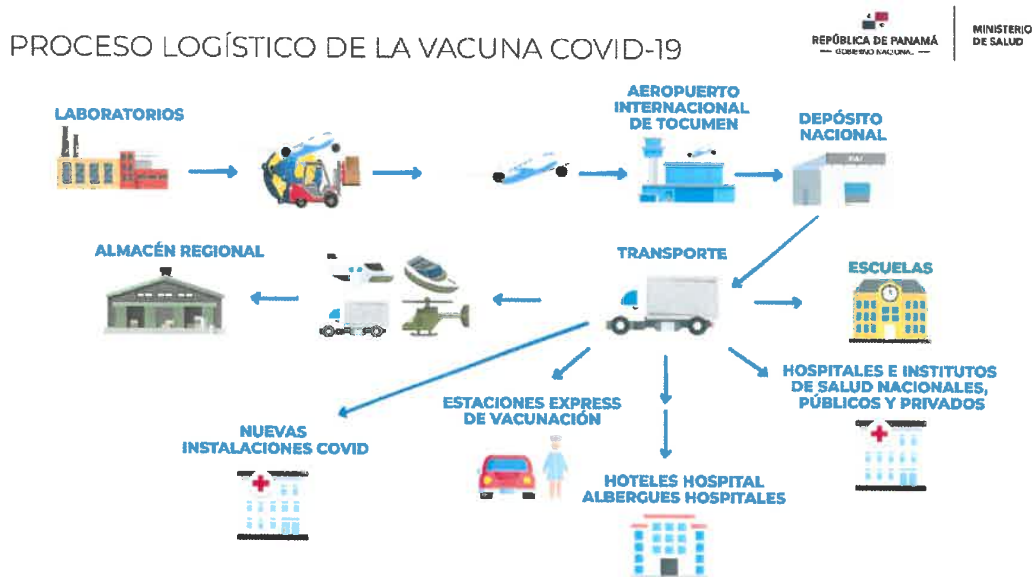 PROCESO LOGÍSTICO DE LA VACUNA COVID-19
REPÚBLICA DE PANAMÁ
— GOBIERNO NACIONAL —
MINISTERIO
DE SALUD
LABORATORIOS
AEROPUERTO
INTERNACIONAL
DE TOCUMEN
DEPÓSITO
NACIONAL
ALMACÉN REGIONAL
TRANSPORTE
ESCUELAS
HOSPITALES E INSTITUTOS
DE SALUD NACIONALES,
PÚBLICOS Y PRIVADOS
ESTACIONES EXPRESS
DE VACUNACIÓN
NUEVAS
INSTALACIONES COVID
HOTELES HOSPITAL
ALBERGUES HOSPITALES